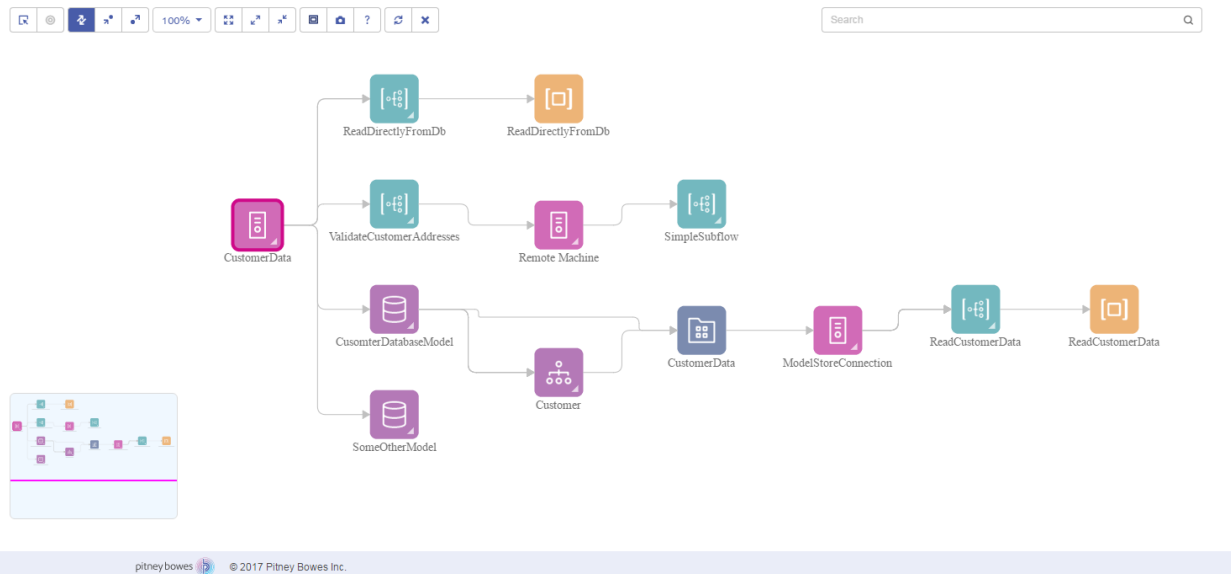 100%
?
Search
ReadDirectlyFromDb
ReadDirectlyFromDb
CustomerData
ValidateCustomerAddresses
Remote Machine
SimpleSubflow
CusomterDatabaseModel
Customer
CustomerData
ModelStoreConnection
ReadCustomerData
ReadCustomerData
SomeOtherModel
pitney bowes
© 2017 Pitney Bowes Inc.